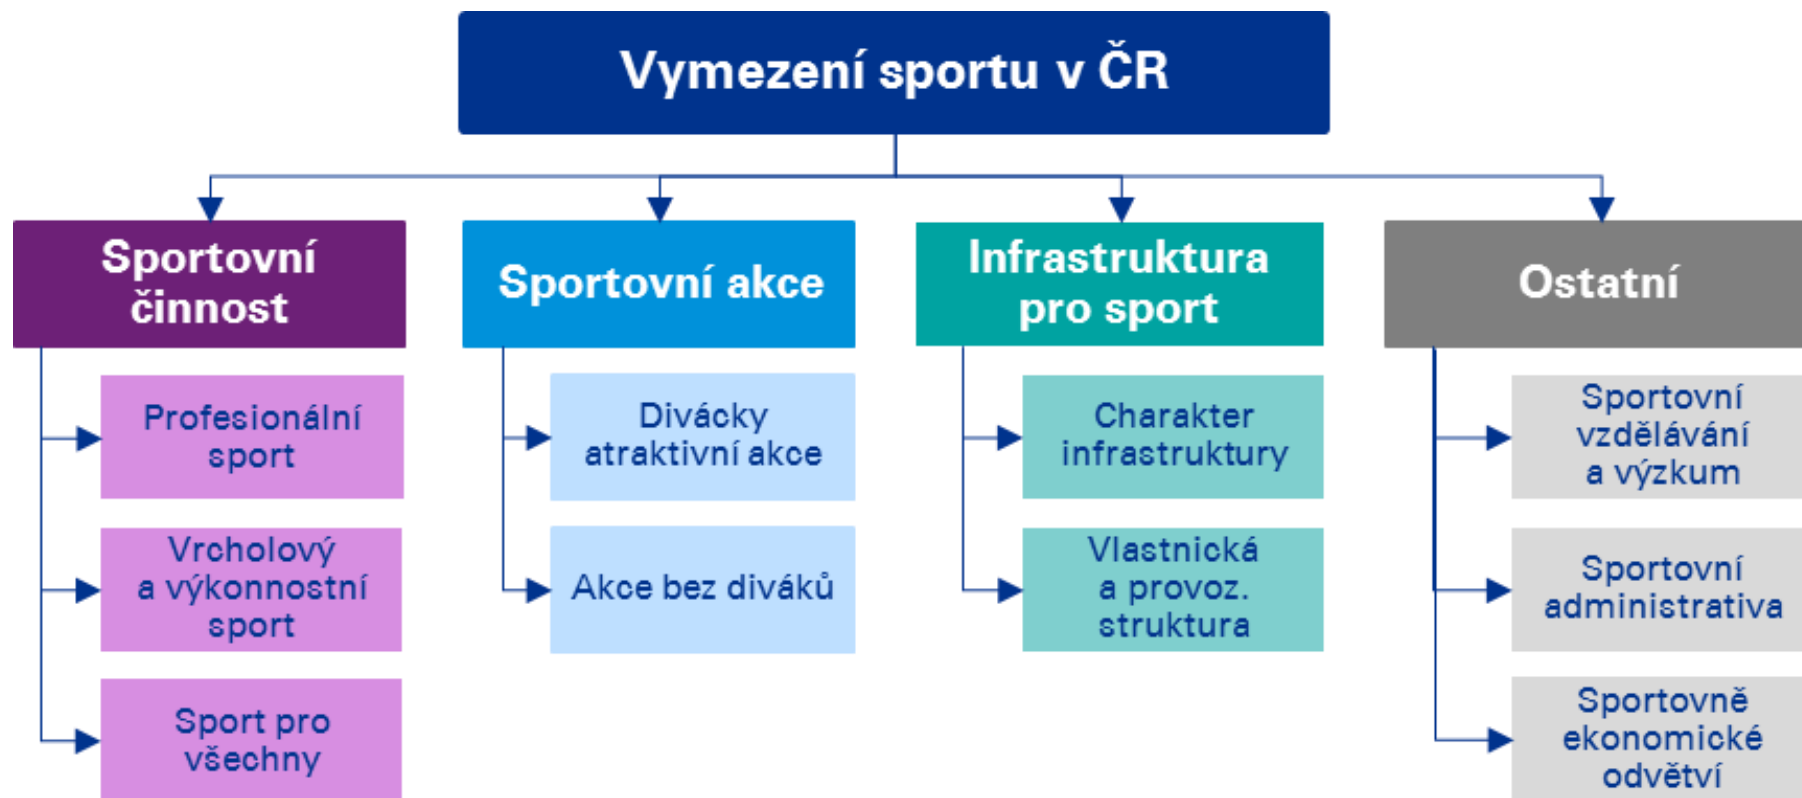 Vymezení sportu v ČR
Sportovní
činnost
Profesionální
sport
Vrcholový
a výkonnostní
sport
Sport pro
všechny
Sportovní akce
Divácky
atraktivní akce
Akce bez diváků
Infrastruktura
pro sport
Charakter
infrastruktury
Vlastnická
a provoz.
struktura
Ostatní
Sportovní
vzdělávání
a výzkum
Sportovní
administrativa
Sportovně
ekonomické
odvětví